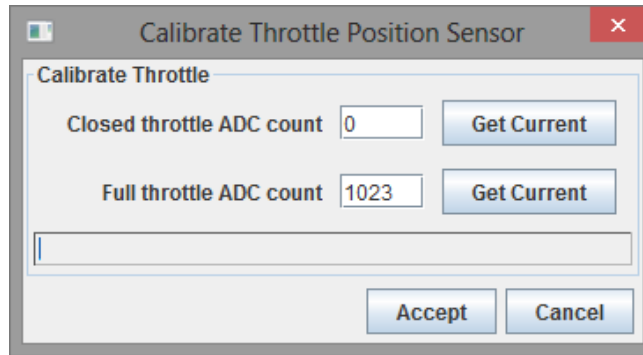 Calibrate Throttle Position Sensor
Calibrate Throttle
Closed throttle ADC count 0 Get Current
Full throttle ADC count 1023 Get Current
Accept Cancel